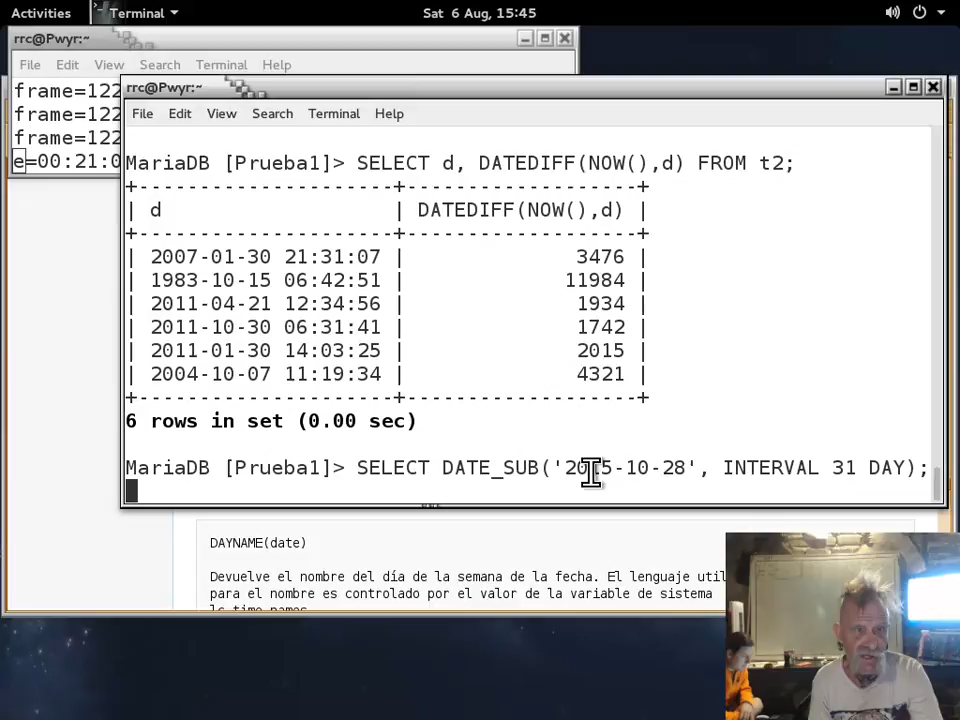 Activities Terminal Sat 6 Aug, 15:45
rrc@Pwyr:~
File Edit View Search Terminal Help
frame=122
frame=122
frame=122
e=00:21:0
rrc@Pwyr:~
File Edit View Search Terminal Help
MariaDB [Prueba1]> SELECT d, DATEDIFF(NOW(),d) FROM t2;
+---------------------+-------------------+
| d | DATEDIFF(NOW(),d) |
+---------------------+-------------------+
| 2007-01-30 21:31:07 | 3476 |
| 1983-10-15 06:42:51 | 11984 |
| 2011-04-21 12:34:56 | 1934 |
| 2011-10-30 06:31:41 | 1742 |
| 2011-01-30 14:03:25 | 2015 |
| 2004-10-07 11:19:34 | 4321 |
+---------------------+-------------------+
6 rows in set (0.00 sec)
MariaDB [Prueba1]> SELECT DATE_SUB('2015-10-28', INTERVAL 31 DAY);
DAYNAME(date)
Devuelve el nombre del día de la semana de la fecha. El lenguaje util
para el nombre es controlado por el valor de la variable de sistema
lc_time_names